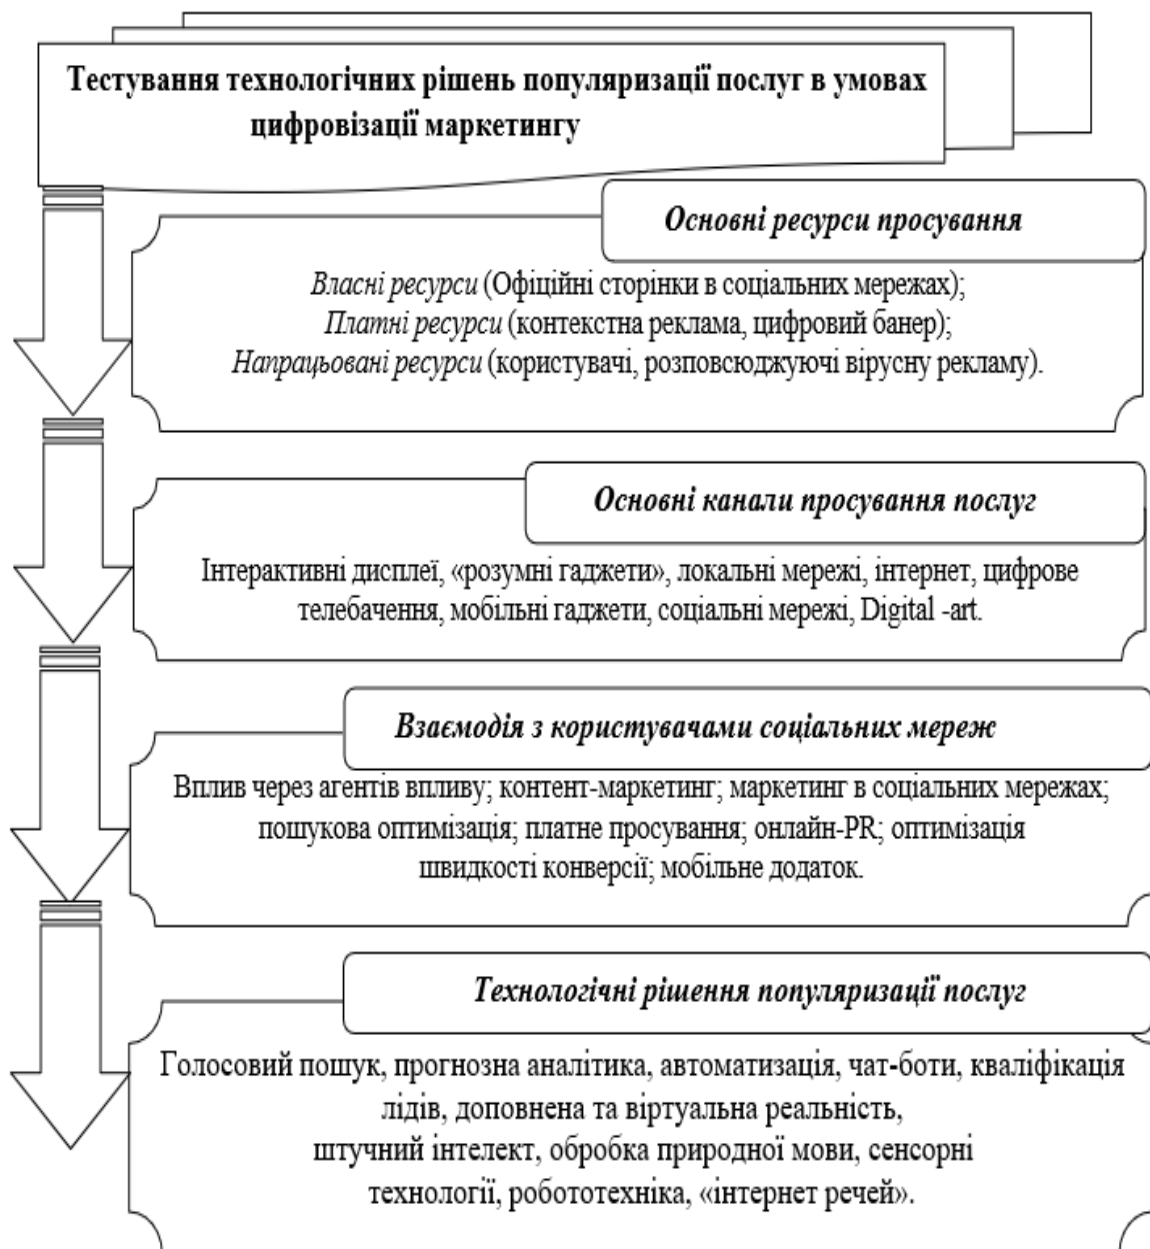 Тестування технологічних рішень популяризації послуг в умовах
цифровізації маркетингу
Основні ресурси просування
Власні ресурси (Офіційні сторінки в соціальних мережах);
Платні ресурси (контекстна реклама, цифровий банер);
Напрацьовані ресурси (користувачі, розповсюджуючі вірусну рекламу).
Основні канали просування послуг
Інтерактивні дисплеї, «розумні гаджети», локальні мережі, інтернет, цифрове
телебачення, мобільні гаджети, соціальні мережі, Digital -art.
Взаємодія з користувачами соціальних мереж
Вплив через агентів впливу; контент-маркетинг; маркетинг в соціальних мережах;
пошукова оптимізація; платне просування; онлайн-PR; оптимізація
швидкості конверсії; мобільне додаток.
Технологічні рішення популяризації послуг
Голосовий пошук, прогнозна аналітика, автоматизація, чат-боти, кваліфікація
лідів, доповнена та віртуальна реальність,
штучний інтелект, обробка природної мови, сенсорні
технології, робототехніка, «інтернет речей».